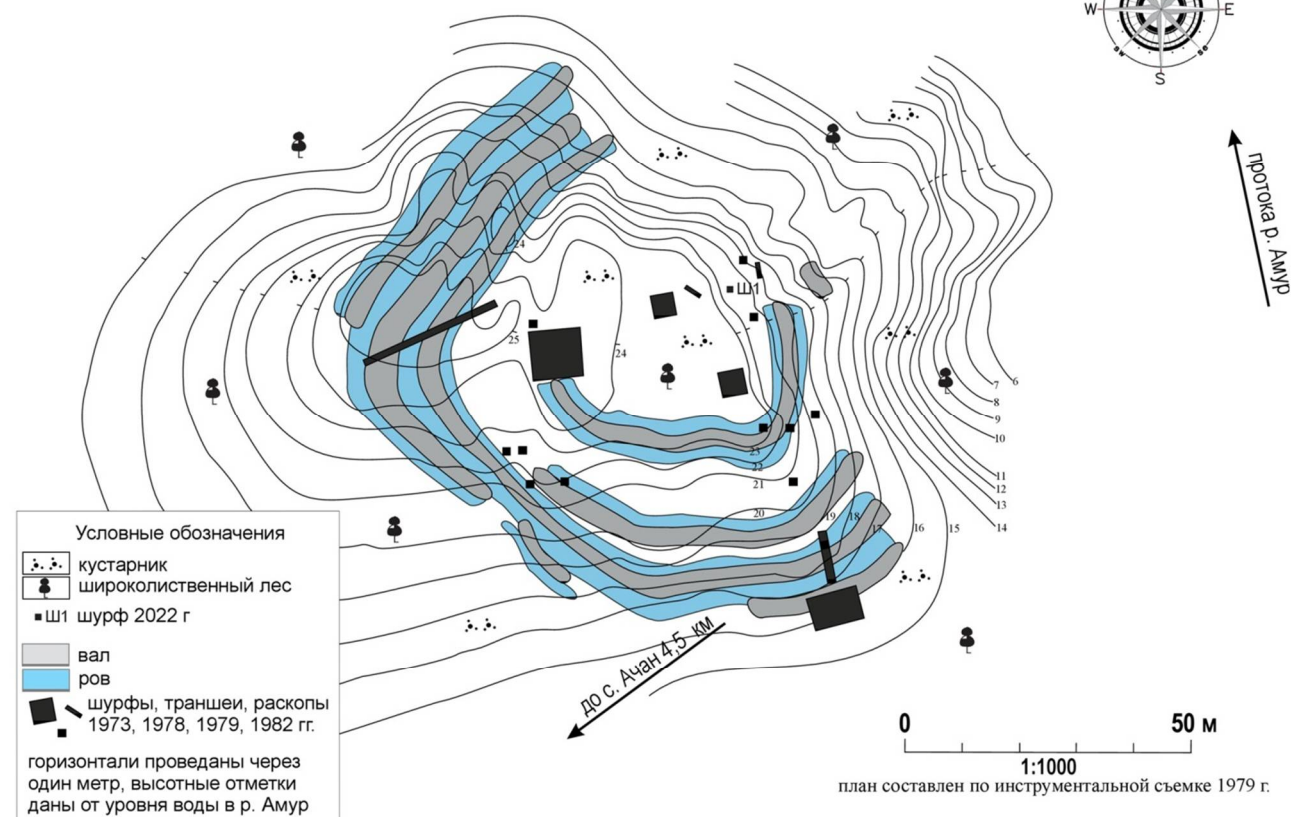 W E
S
протока р. Амур
24
Ш1
25
24
6
7
8
9
10
23
22
21
11
12
13
20
19
18
17
16
15
14
Условные обозначения
кустарник
широколиственный лес
Ш1 шурф 2022 г
вал
ров
шурфы, траншеи, раскопы
1973, 1978, 1979, 1982 гг.
горизонтали проведаны через
один метр, высотные отметки
даны от уровня воды в р. Амур
до с. Ачан 4,5 км
0 50 м
1:1000
план составлен по инструментальной съемке 1979 г.